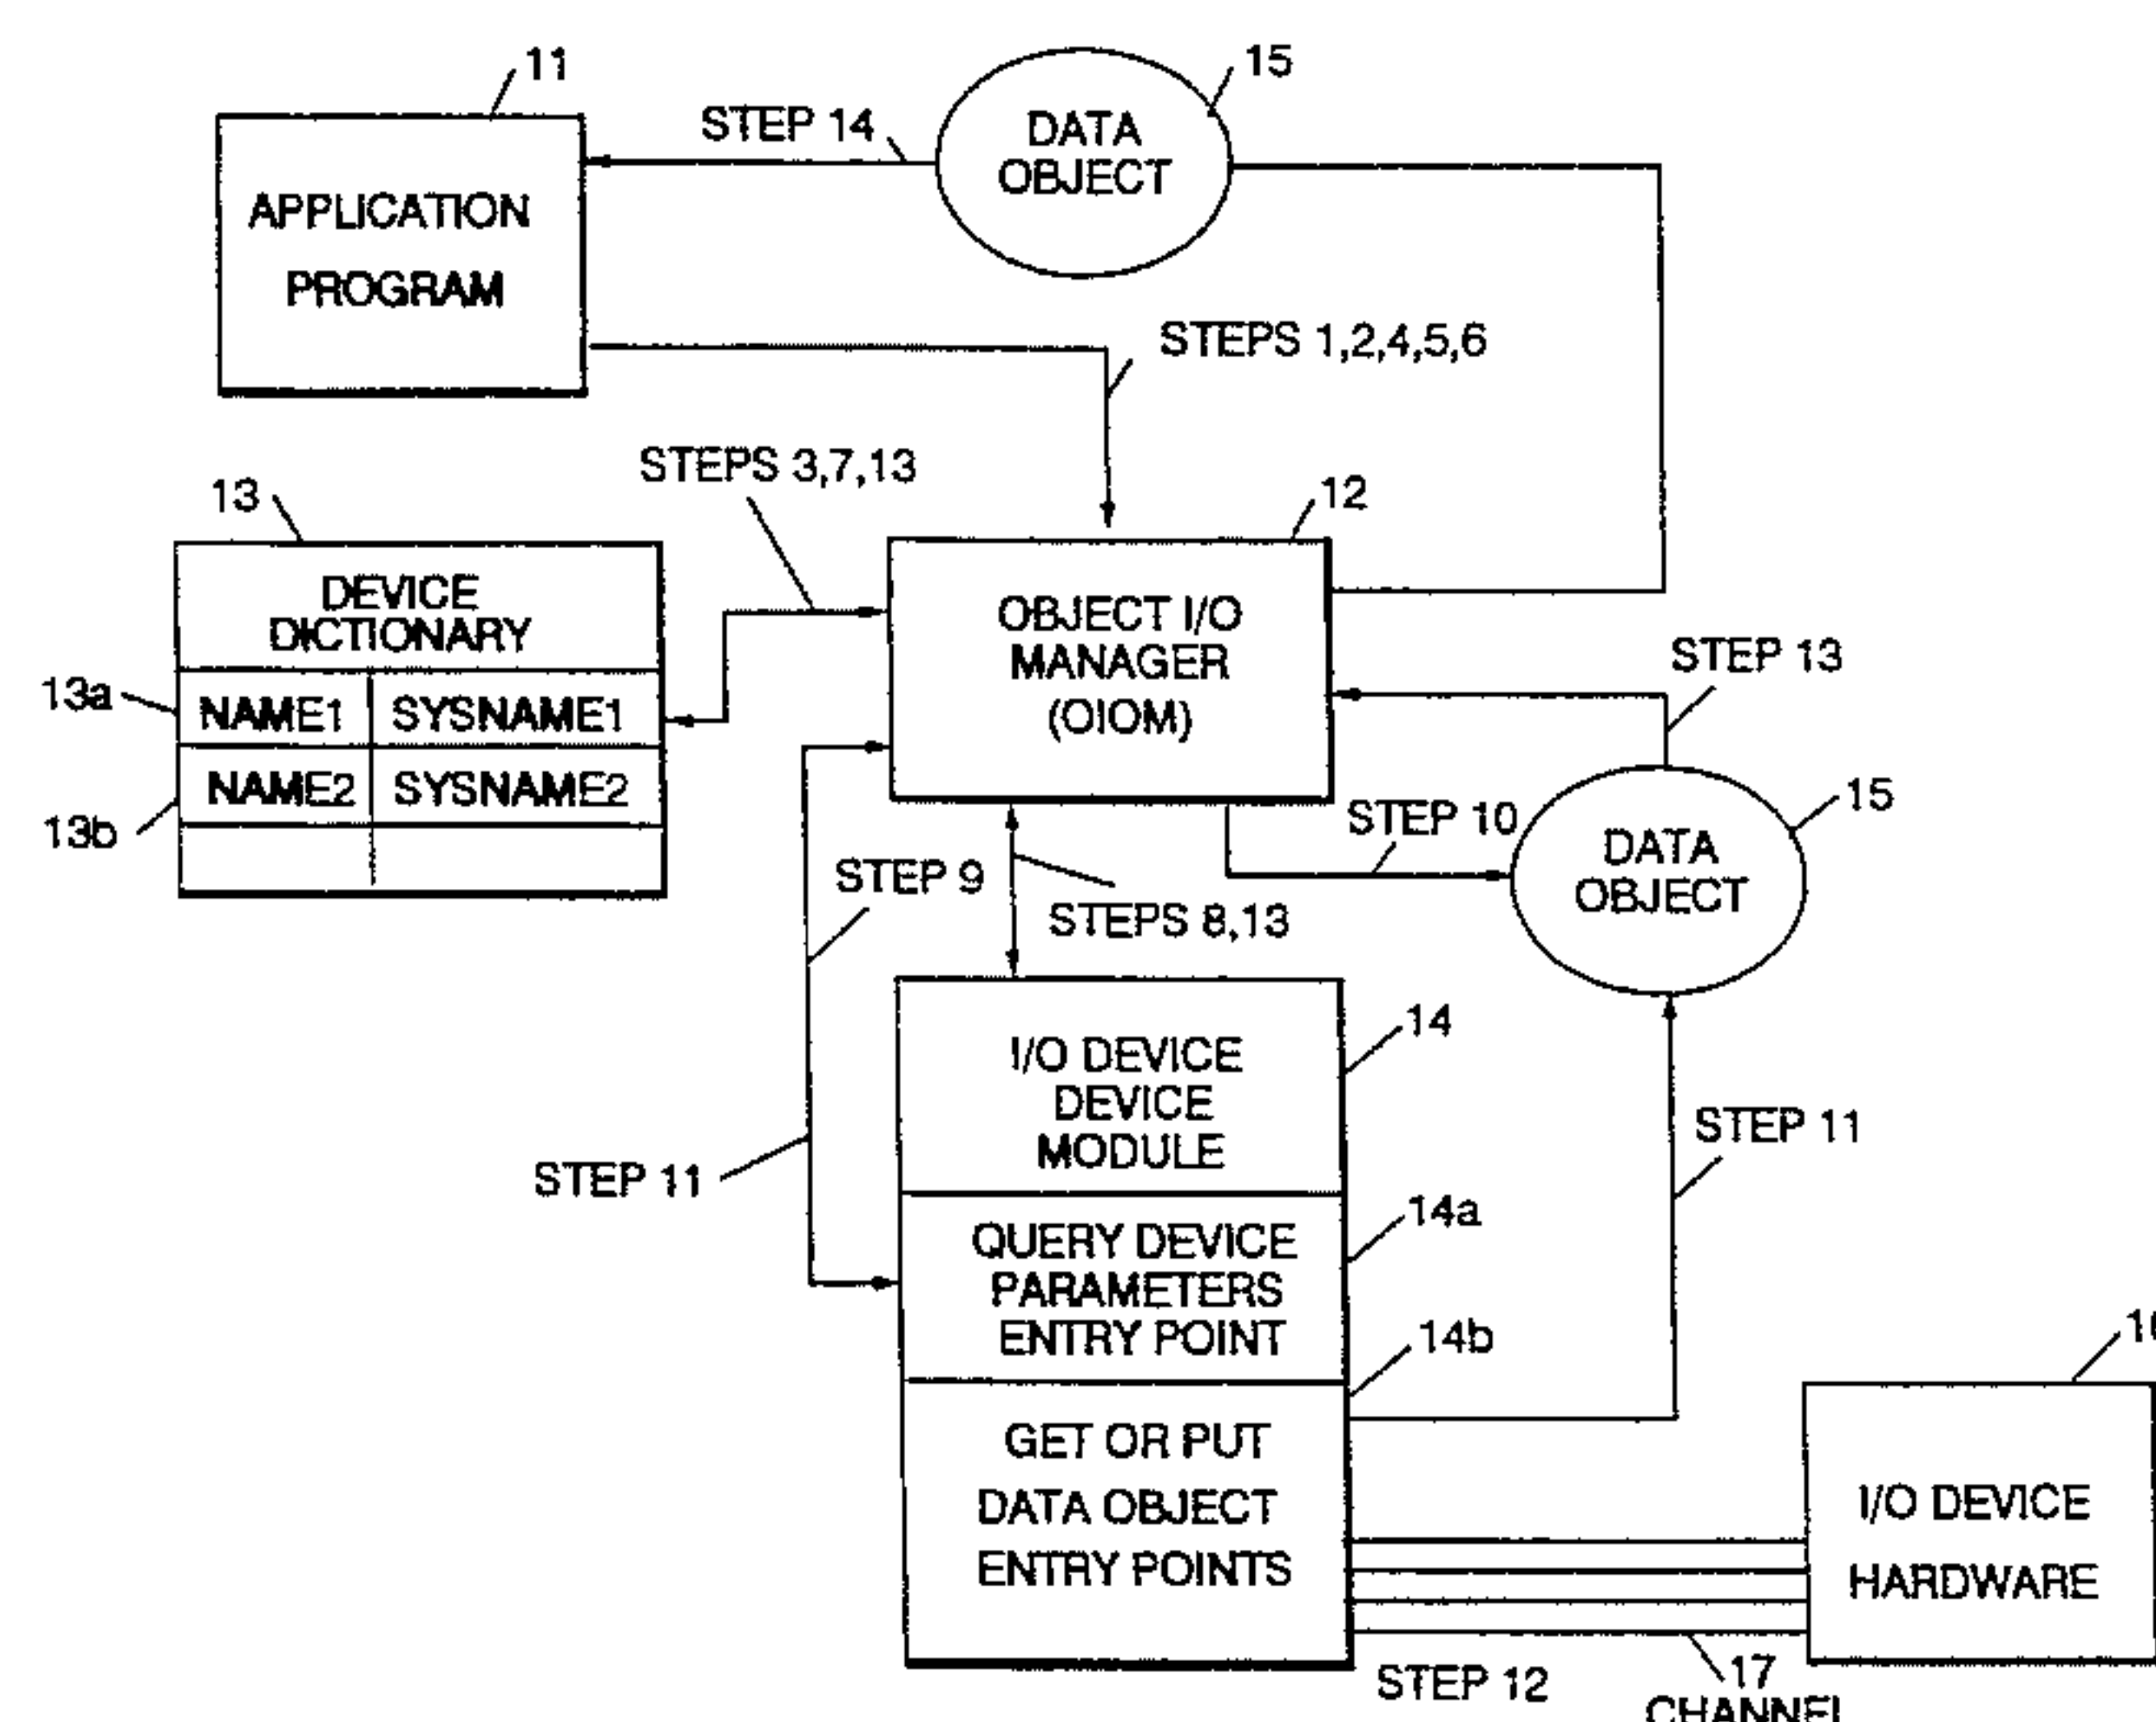 11
15
STEP 14
DATA
OBJECT
APPLICATION
PROGRAM
STEPS 1,2,4,5,6
STEPS 3,7,13
13
12
DEVICE
DICTIONARY
OBJECT I/O
MANAGER
(OIOM)
STEP 13
13a
NAME1 SYSNAME1
NAME2 SYSNAME2
13b
STEP 10
15
DATA
OBJECT
STEP 9
STEPS 8,13
14
I/O DEVICE
DEVICE
MODULE
STEP 11
STEP 11
14a
QUERY DEVICE
PARAMETERS
ENTRY POINT
14b
GET OR PUT
DATA OBJECT
ENTRY POINTS
I/O DEVICE
HARDWARE
STEP 12
17
CHANNEL